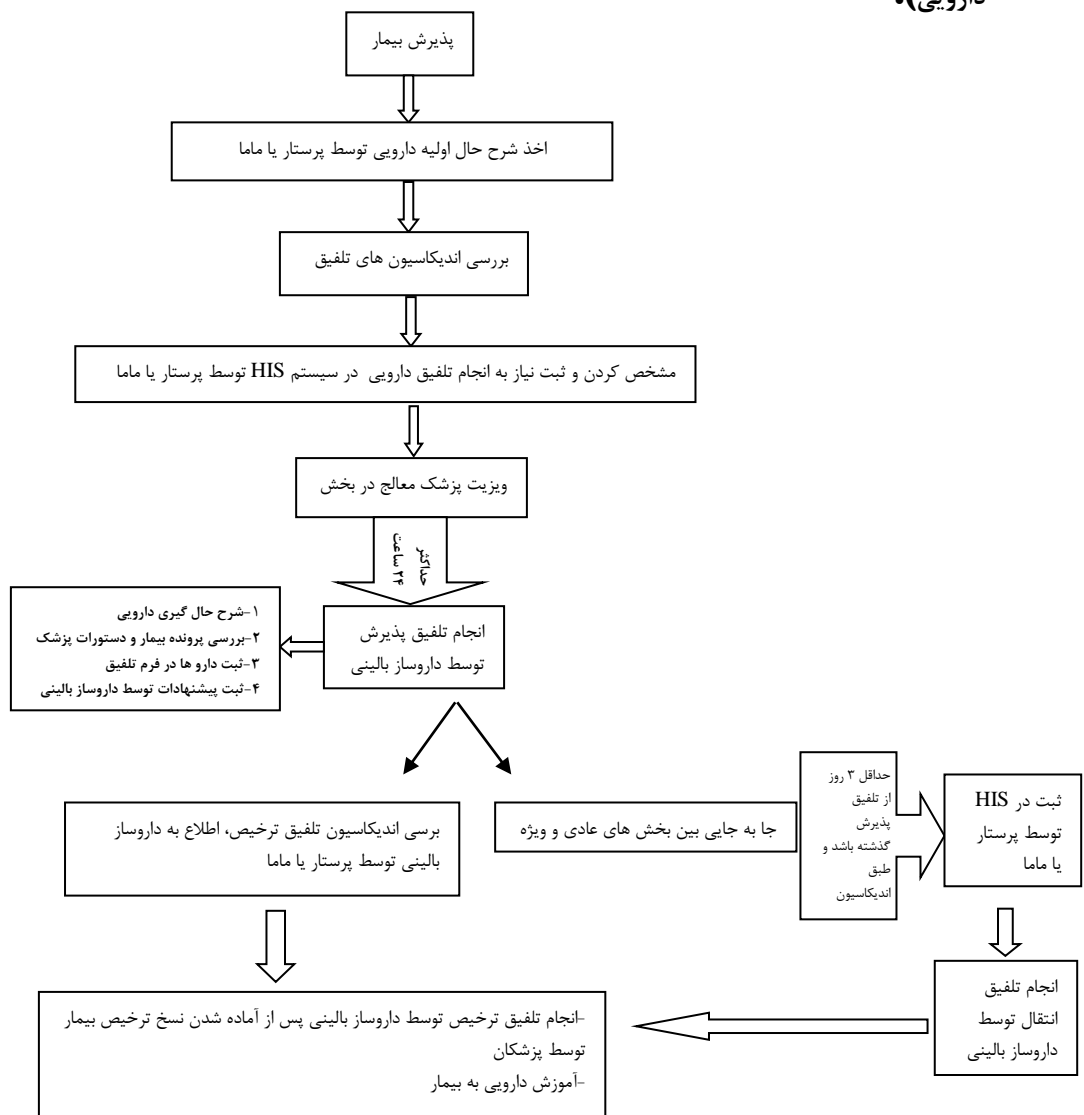 دارویی).
پذیرش بیمار
اخذ شرح حال اولیه دارویی توسط پرستار یا ماما
بررسی اندیکاسیون های تلفیق
مشخص کردن و ثبت نیاز به انجام تلفیق دارویی در سیستم HIS توسط پرستار یا ماما
ویزیت پزشک معالج در بخش
حداکثر
۲۴ ساعت
انجام تلفیق پذیرش
توسط داروساز بالینی
۱-شرح حال گیری دارویی
۲-بررسی پرونده بیمار و دستورات پزشک
۳-ثبت دارو ها در فرم تلفیق
۴-ثبت پیشنهادات توسط داروساز بالینی
جا به جایی بین بخش های عادی و ویژه
حداقل ۳ روز
از تلفیق
پذیرش
گذشته باشد و
طبق
اندیکاسیون
ثبت در HIS
توسط پرستار
یا ماما
برسی اندیکاسیون تلفیق ترخیص، اطلاع به داروساز
بالینی توسط پرستار یا ماما
انجام تلفیق
انتقال توسط
داروساز بالینی
-انجام تلفیق ترخیص توسط داروساز بالینی پس از آماده شدن نسخ ترخیص بیمار
توسط پزشکان
-آموزش دارویی به بیمار